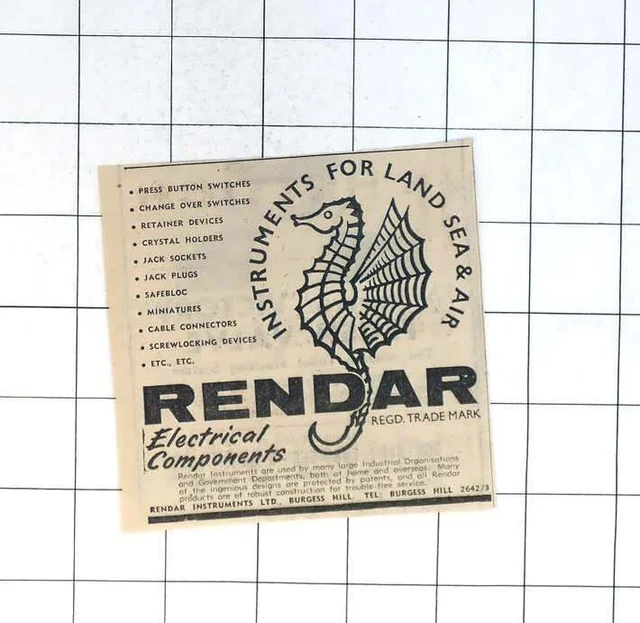 • PRESS BUTTON SWITCHES
• CHANGE OVER SWITCHES
• RETAINER DEVICES
• CRYSTAL HOLDERS
• JACK SOCKETS
• JACK PLUGS
• SAFEBLOC
• MINIATURES
• CABLE CONNECTORS
• SCREWLOCKING DEVICES
• ETC., ETC.
INSTRUMENTS FOR LAND SEA & AIR
RENDAR
REGD. TRADE MARK
Electrical
Components
Rendar Instruments are used by many large Industrial Organisations
and Government Departments, both at home and overseas. Many
of the ingenious designs are protected by patents, and all Rendar
products are of robust construction for trouble-free service.
RENDAR INSTRUMENTS LTD., BURGESS HILL. TEL: BURGESS HILL 2642/3